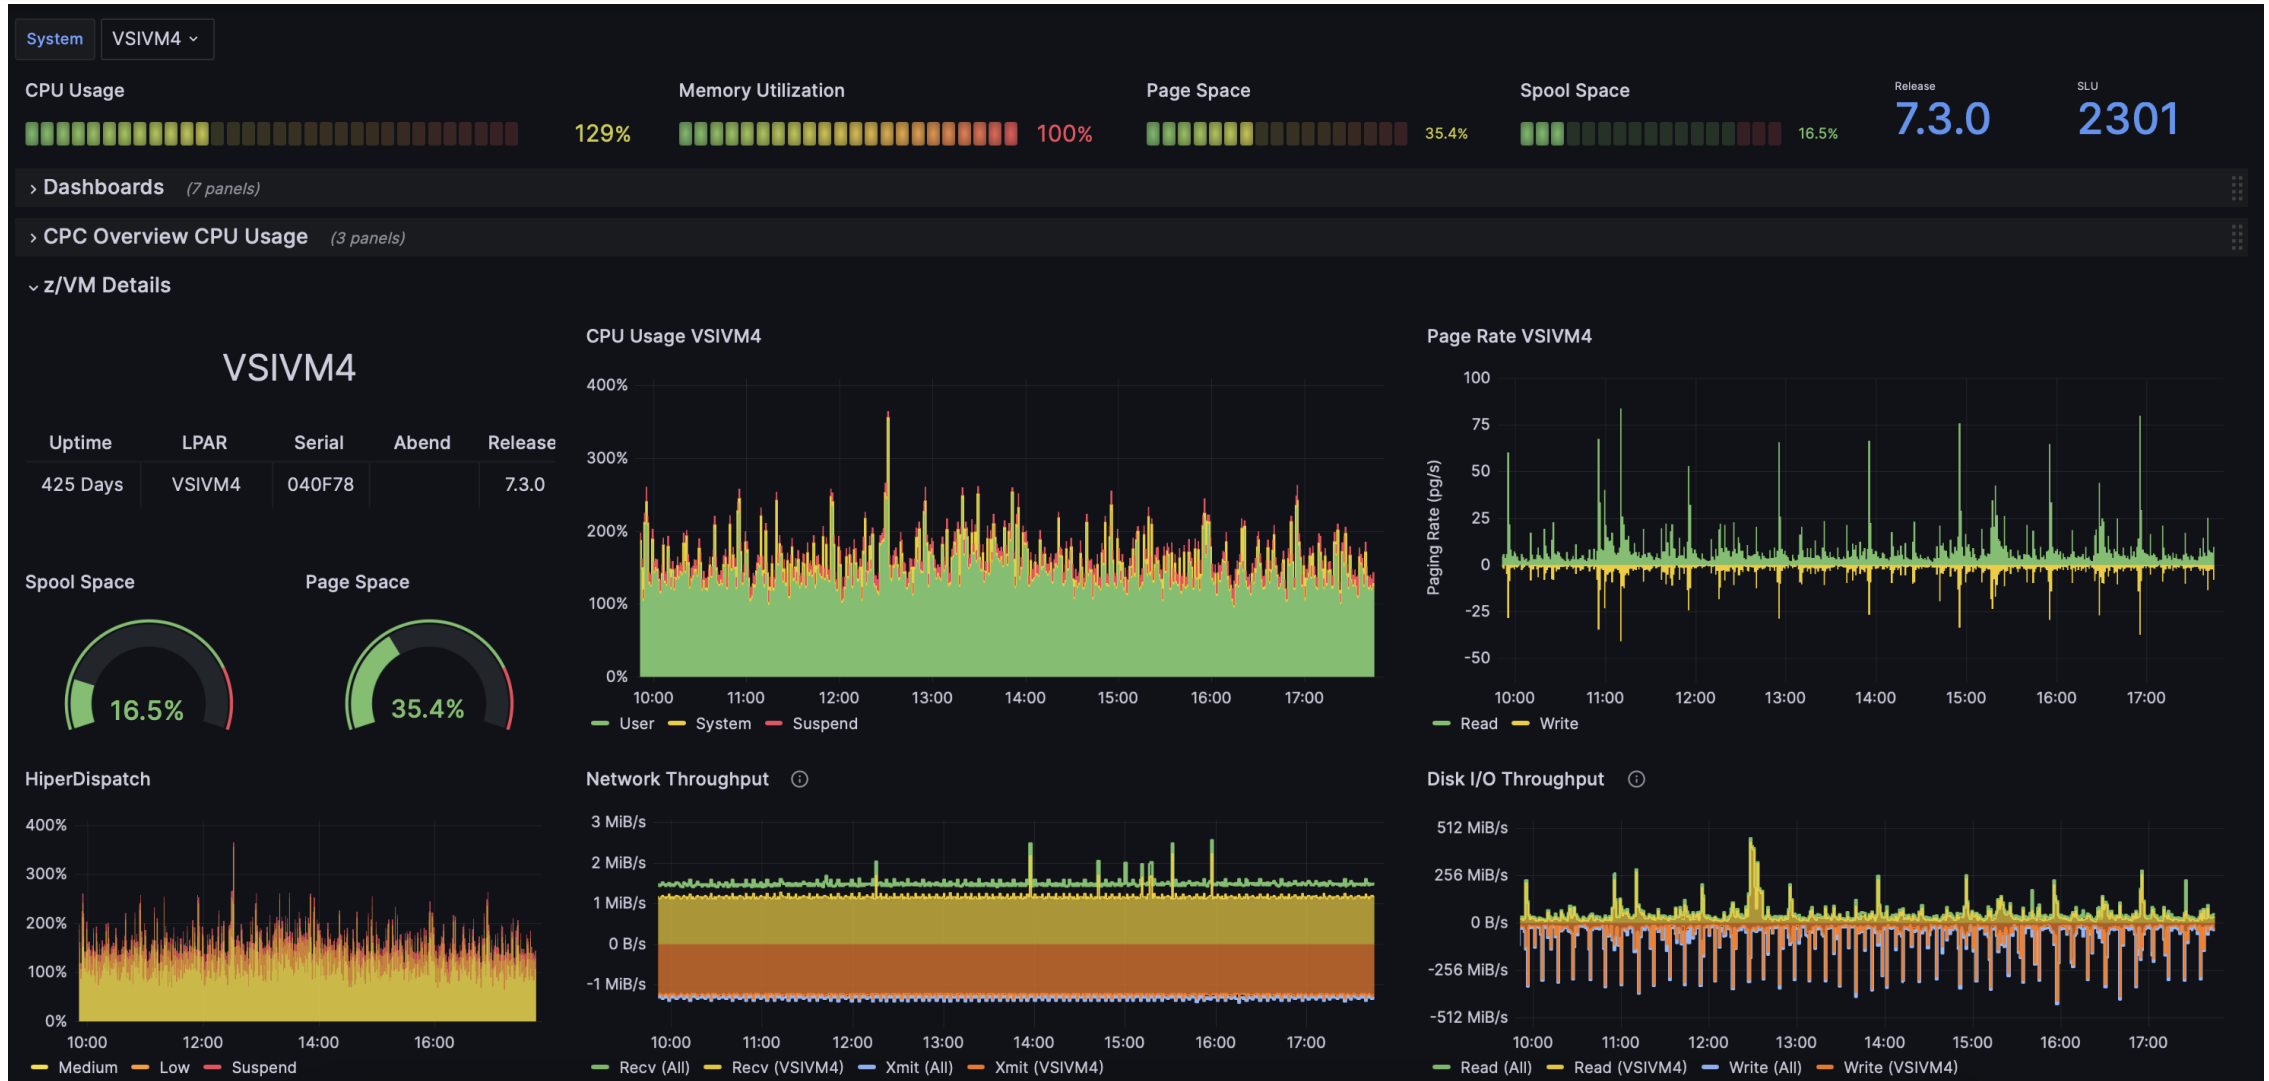 System VSIVM4
CPU Usage Memory Utilization Page Space Spool Space Release SLU
129% 100% 35.4% 16.5% 7.3.0 2301
Dashboards (7 panels)
CPC Overview CPU Usage (3 panels)
z/VM Details
VSIVM4
Uptime LPAR Serial Abend Release
425 Days VSIVM4 040F78 7.3.0
Spool Space Page Space
16.5% 35.4%
CPU Usage VSIVM4
400%
300%
200%
100%
0%
10:00 11:00 12:00 13:00 14:00 15:00 16:00 17:00
User System Suspend
Page Rate VSIVM4
Paging Rate (pg/s)
100
75
50
25
0
-25
-50
10:00 11:00 12:00 13:00 14:00 15:00 16:00 17:00
Read Write
HiperDispatch
400%
300%
200%
100%
0%
10:00 12:00 14:00 16:00
Medium Low Suspend
Network Throughput
3 MiB/s
2 MiB/s
1 MiB/s
0 B/s
-1 MiB/s
10:00 11:00 12:00 13:00 14:00 15:00 16:00 17:00
Recv (All) Recv (VSIVM4) Xmit (All) Xmit (VSIVM4)
Disk I/O Throughput
512 MiB/s
256 MiB/s
0 B/s
-256 MiB/s
-512 MiB/s
10:00 11:00 12:00 13:00 14:00 15:00 16:00 17:00
Read (All) Read (VSIVM4) Write (All) Write (VSIVM4)